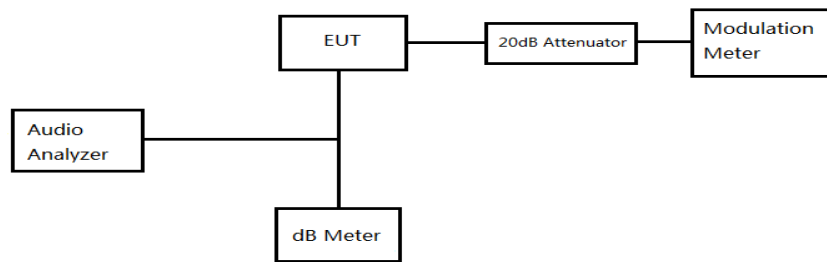 EUT
20dB Attenuator
Modulation
Meter
Audio
Analyzer
dB Meter